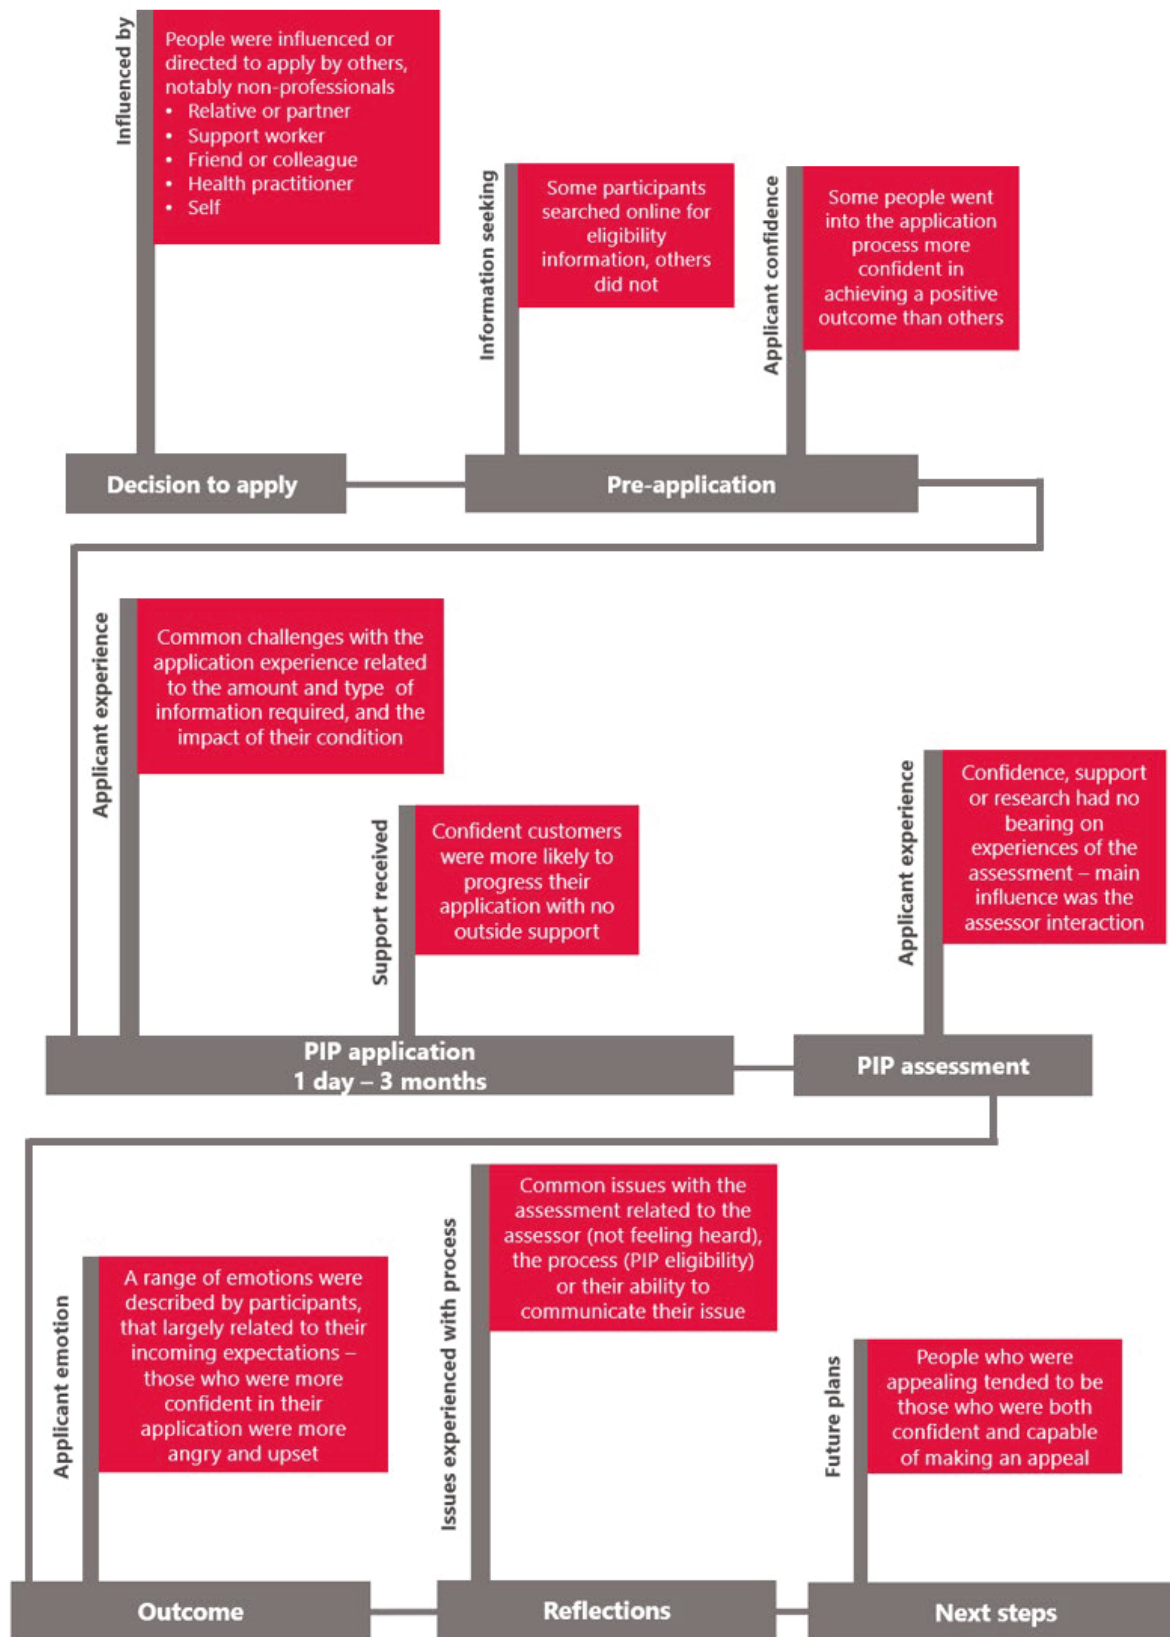 Influenced by
People were influenced or
directed to apply by others,
notably non-professionals
• Relative or partner
• Support worker
• Friend or colleague
• Health practitioner
• Self
Information seeking
Some participants
searched online for
eligibility
information, others
did not
Applicant confidence
Some people went
into the application
process more
confident in
achieving a positive
outcome than others
Decision to apply
Pre-application
Applicant experience
Common challenges with the
application experience related
to the amount and type of
information required, and the
impact of their condition
Support received
Confident customers
were more likely to
progress their
application with no
outside support
Applicant experience
Confidence, support
or research had no
bearing on
experiences of the
assessment – main
influence was the
assessor interaction
PIP application
1 day – 3 months
PIP assessment
Applicant emotion
A range of emotions were
described by participants,
that largely related to their
incoming expectations –
those who were more
confident in their
application were more
angry and upset
Issues experienced with process
Common issues with the
assessment related to the
assessor (not feeling heard),
the process (PIP eligibility)
or their ability to
communicate their issue
Future plans
People who were
appealing tended to be
those who were both
confident and capable
of making an appeal
Outcome
Reflections
Next steps